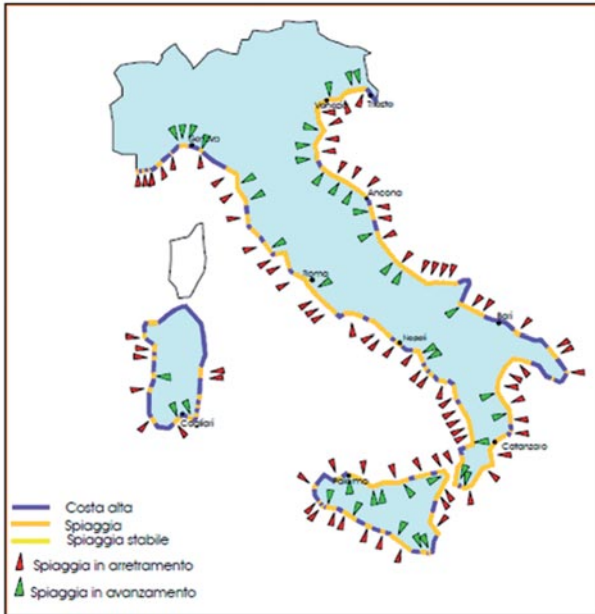 Venezia
Trieste
Genova
Ancona
Roma
Bari
Napoli
Cagliari
Catanzaro
Palermo
Costa alta
Spiaggia
Spiaggia stabile
Spiaggia in arretramento
Spiaggia in avanzamento